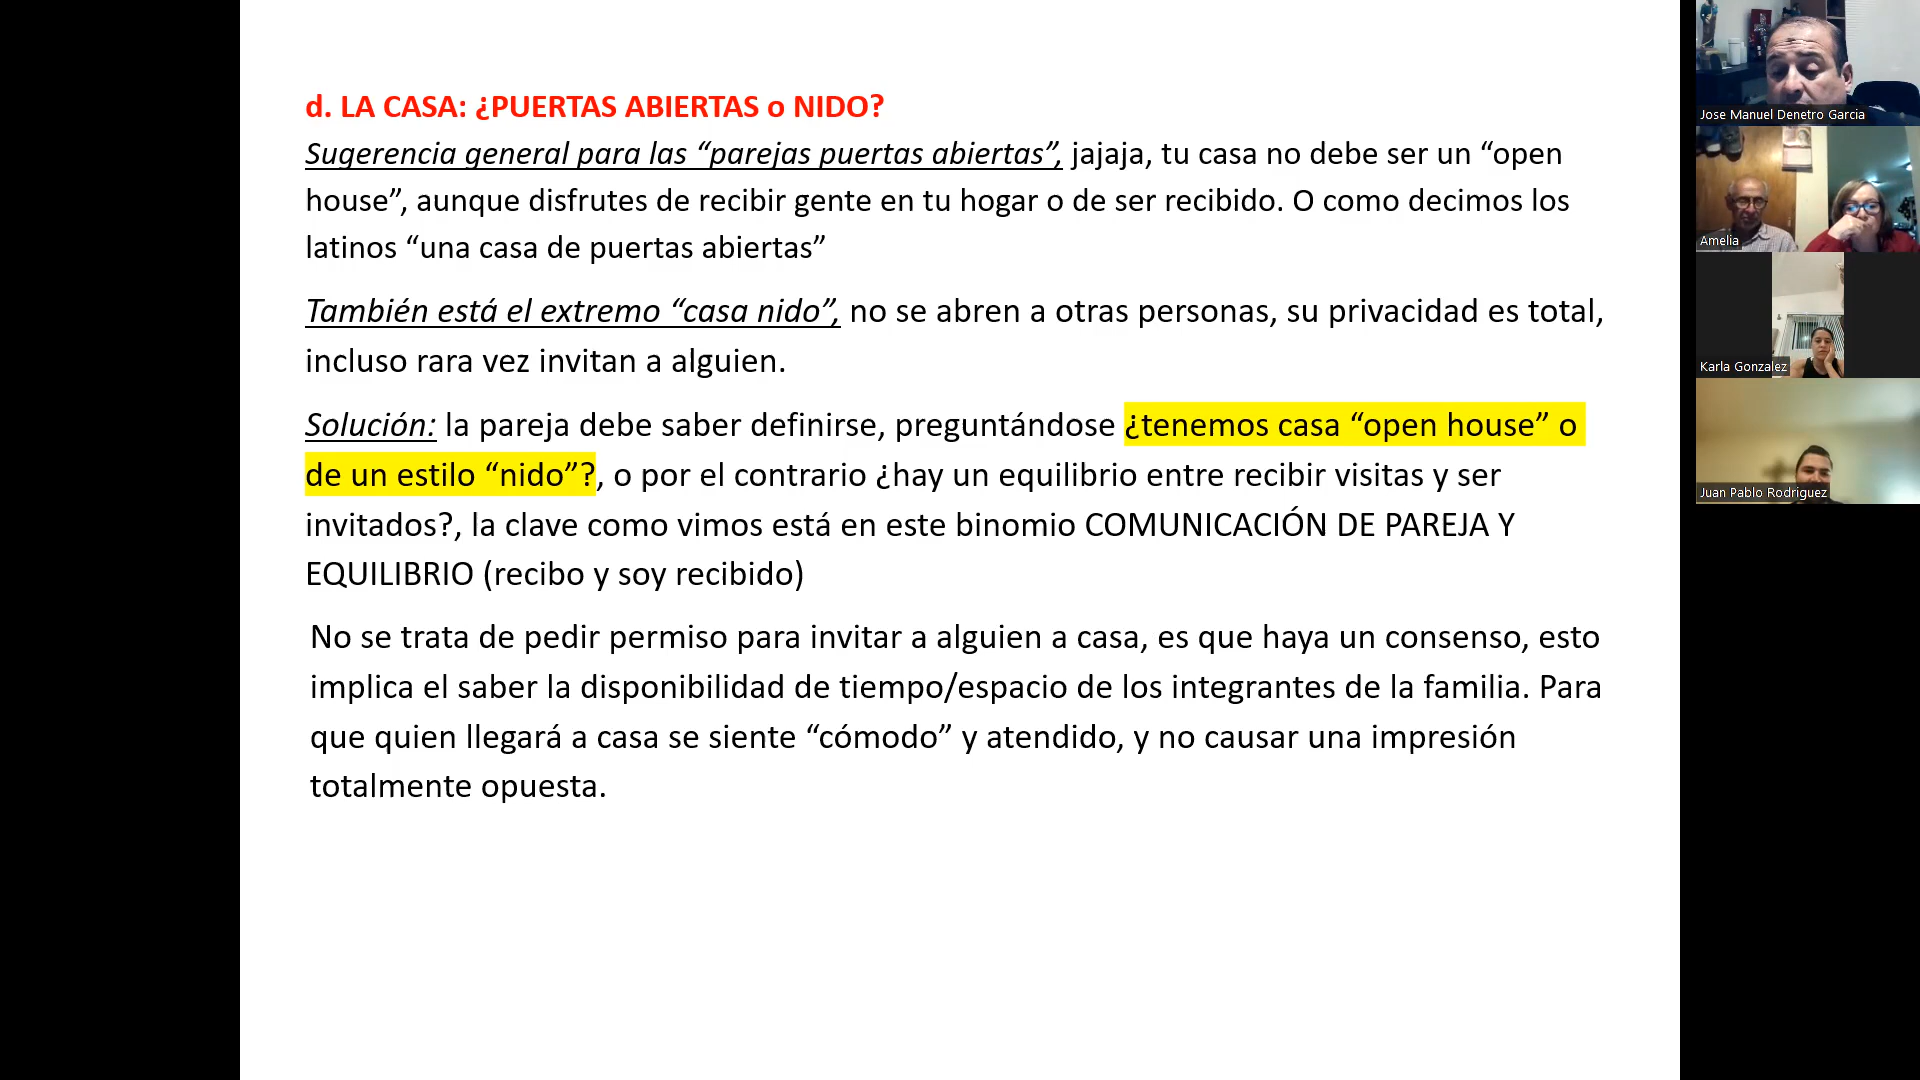 d. LA CASA: ¿PUERTAS ABIERTAS o NIDO?
Sugerencia general para las “parejas puertas abiertas”, jajaja, tu casa no debe ser un “open
house”, aunque disfrutes de recibir gente en tu hogar o de ser recibido. O como decimos los
latinos “una casa de puertas abiertas”
También está el extremo “casa nido”, no se abren a otras personas, su privacidad es total,
incluso rara vez invitan a alguien.
Solución: la pareja debe saber definirse, preguntándose ¿tenemos casa “open house” o
de un estilo “nido”?, o por el contrario ¿hay un equilibrio entre recibir visitas y ser
invitados?, la clave como vimos está en este binomio COMUNICACIÓN DE PAREJA Y
EQUILIBRIO (recibo y soy recibido)
No se trata de pedir permiso para invitar a alguien a casa, es que haya un consenso, esto
implica el saber la disponibilidad de tiempo/espacio de los integrantes de la familia. Para
que quien llegará a casa se siente “cómodo” y atendido, y no causar una impresión
totalmente opuesta.
Jose Manuel Denetro Garcia
Amelia
Karla Gonzalez
Juan Pablo Rodriguez